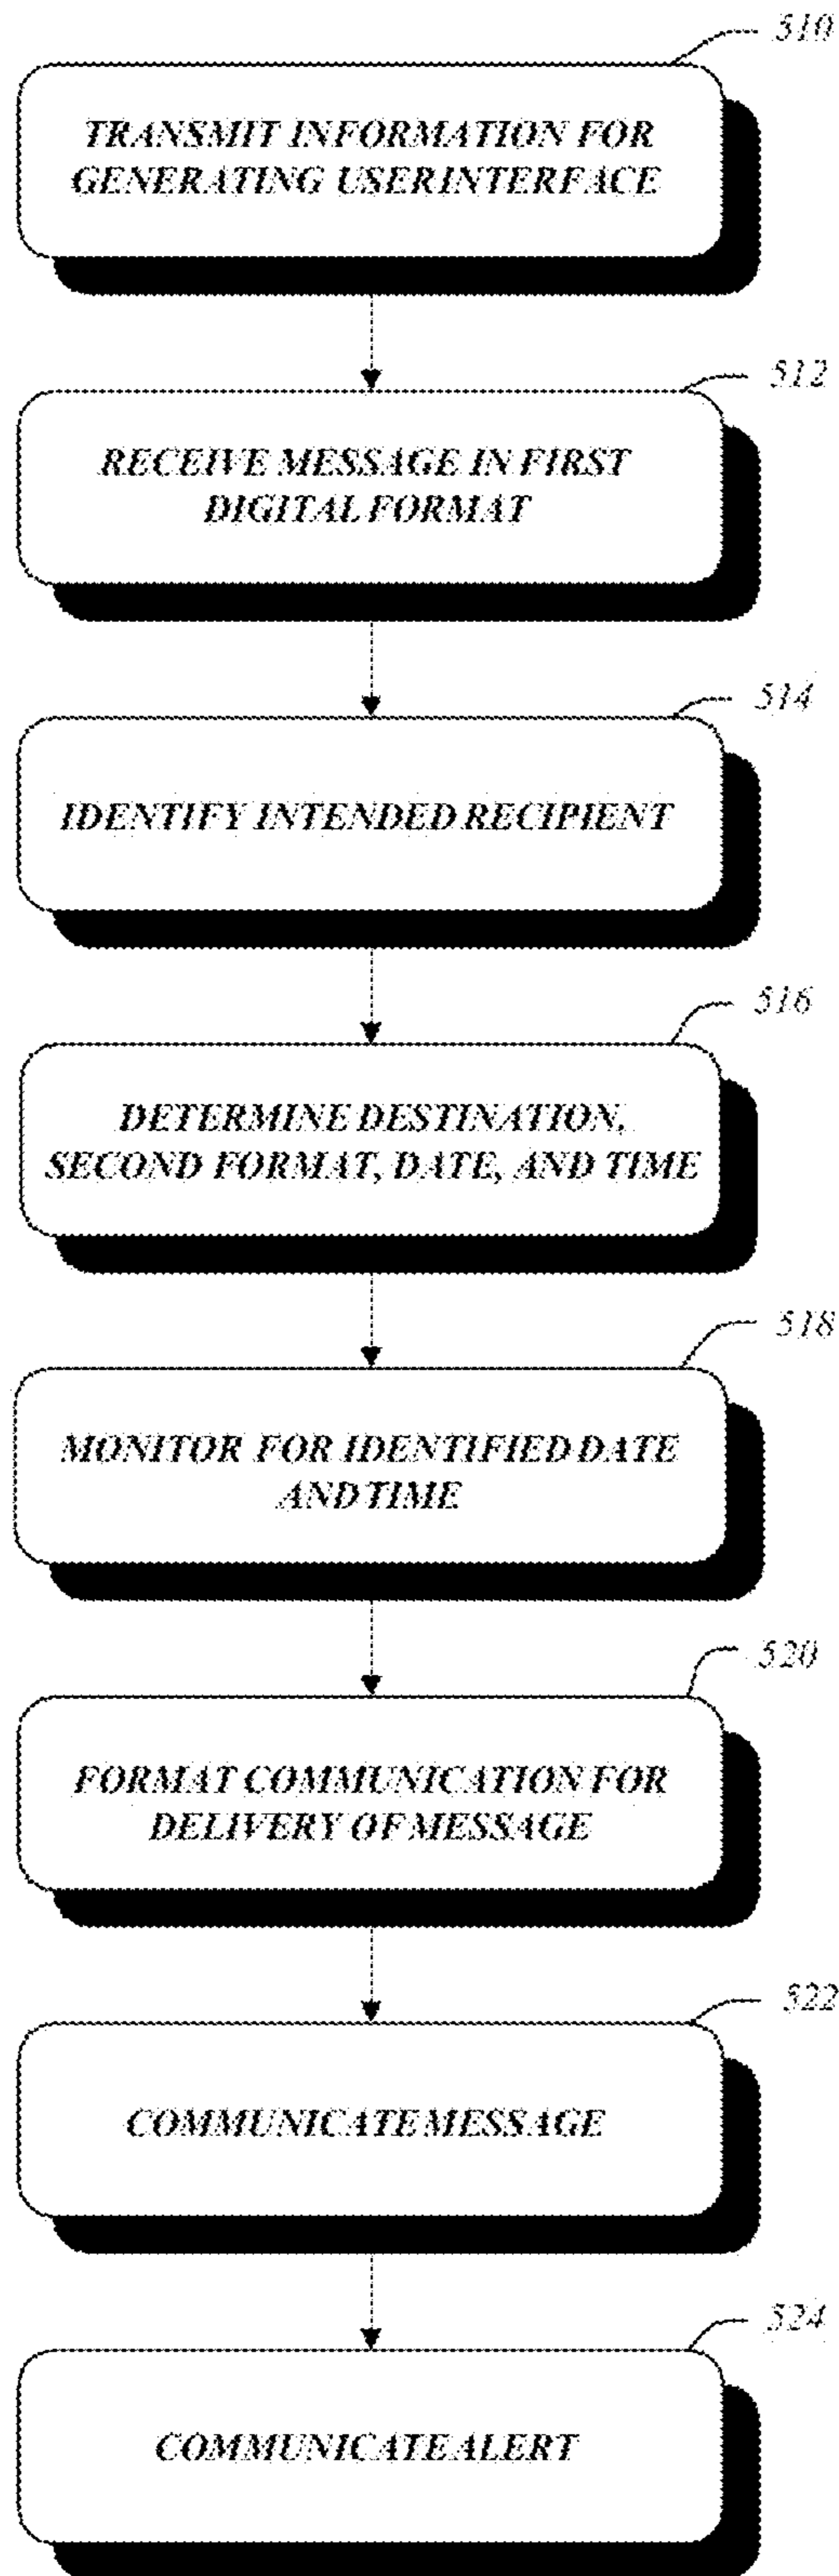 510
TRANSMIT INFORMATION FOR
GENERATING USER INTERFACE
512
RECEIVE MESSAGE IN FIRST
DIGITAL FORMAT
514
IDENTIFY INTENDED RECIPIENT
516
DETERMINE DESTINATION,
SECOND FORMAT, DATE, AND TIME
518
MONITOR FOR IDENTIFIED DATE
AND TIME
520
FORMAT COMMUNICATION FOR
DELIVERY OF MESSAGE
522
COMMUNICATE MESSAGE
524
COMMUNICATE ALERT